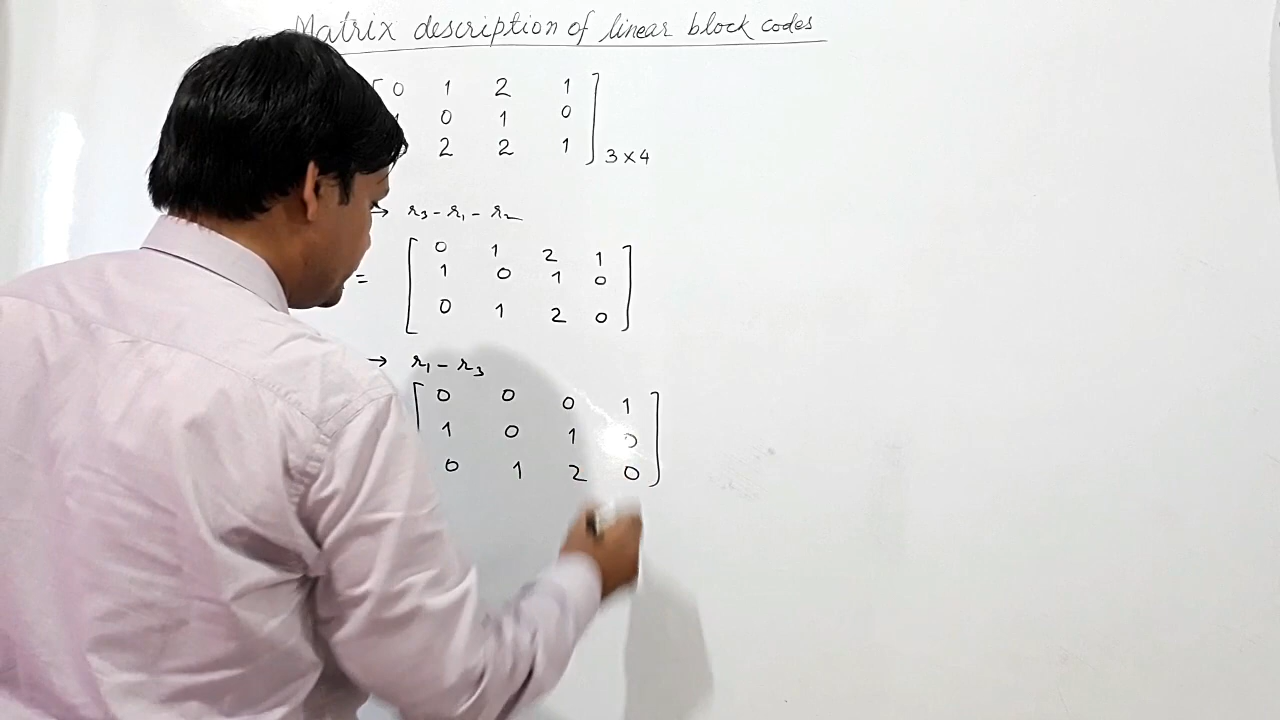 Matrix description of linear block codes
0 1 2 1
1 0 1 0
2 2 1
3×4
→ r₃ - r₁ - r₂
0 1 2 1
= 1 0 1 0
0 1 2 0
→ r₁ - r₃
0 0 0 1
1 0 1 0
0 1 2 0